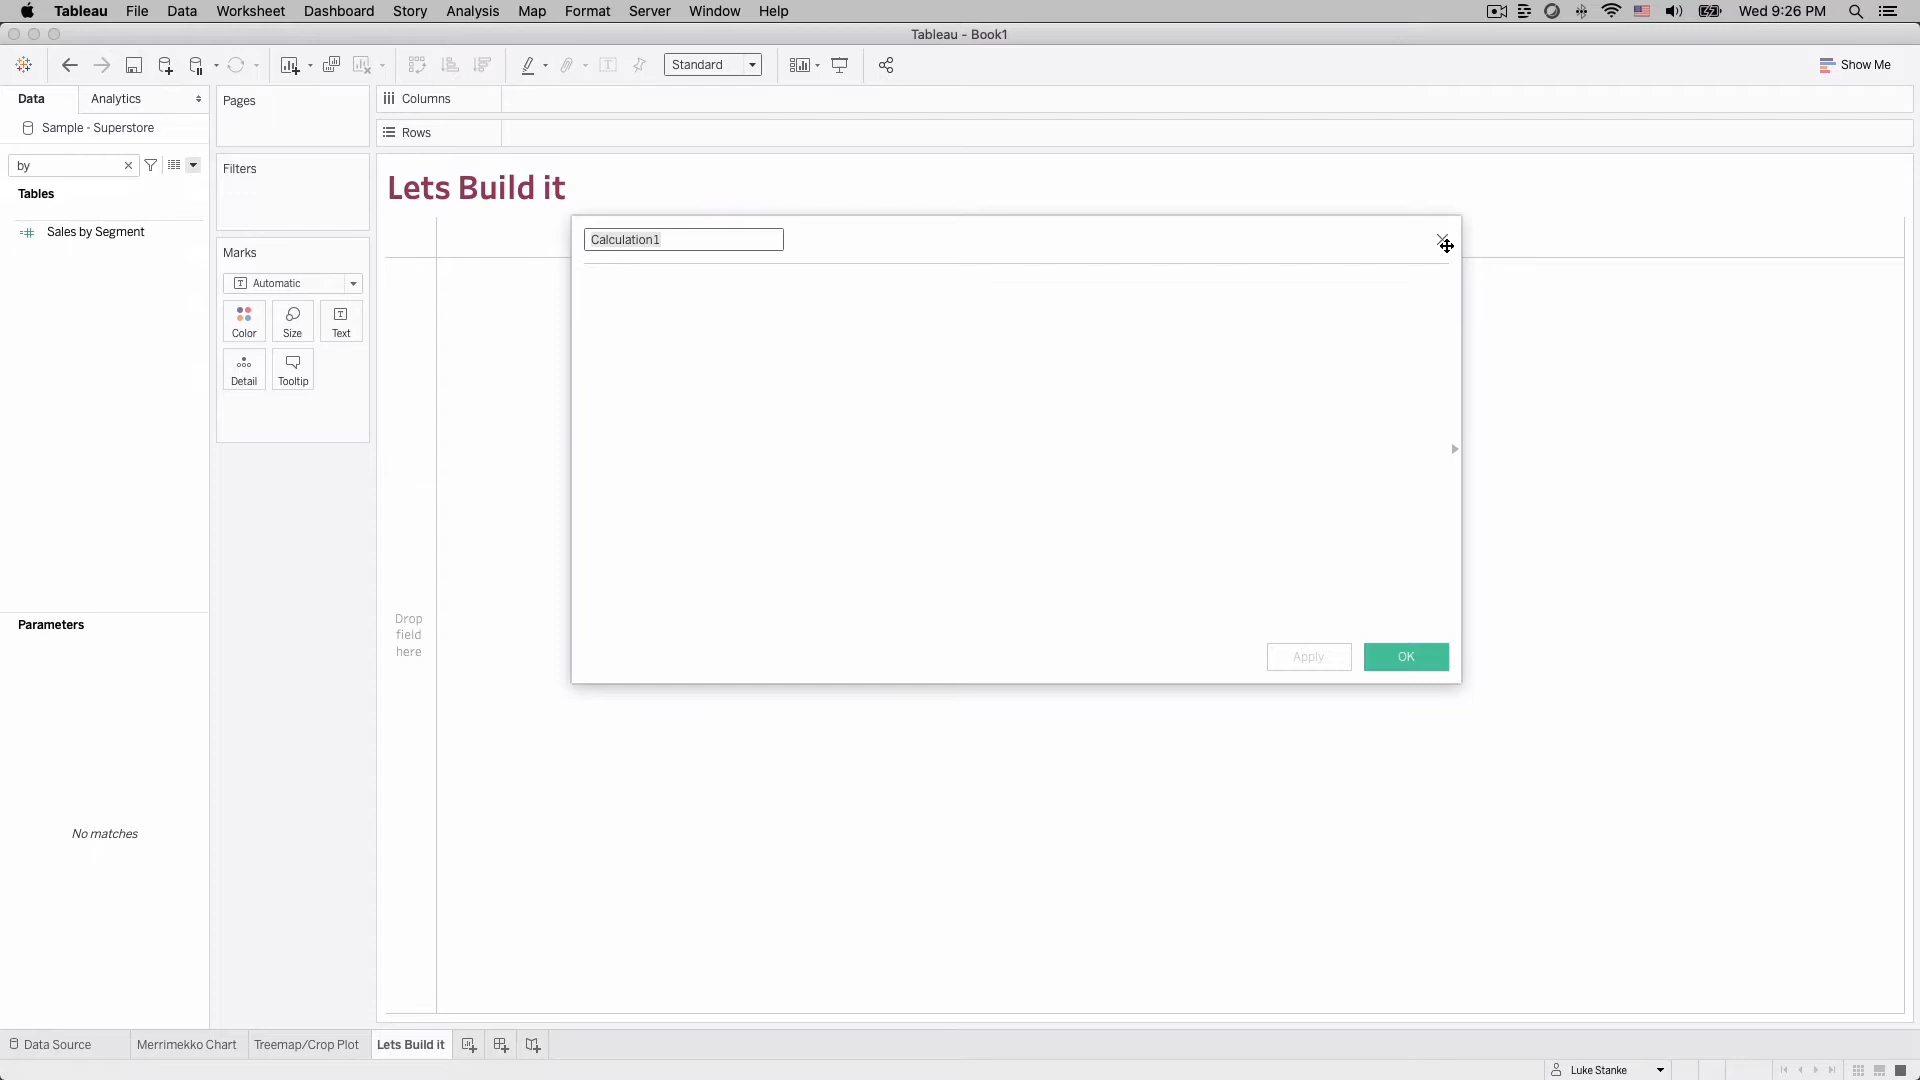 Tableau File Data Worksheet Dashboard Story Analysis Map Format Server Window Help Wed 9:26 PM
Tableau - Book1
Standard Show Me
Data Analytics Pages Columns
Sample - Superstore
Rows
by
Filters
Tables
Lets Build it
Sales by Segment
Calculation1
Marks
Automatic
Color Size Text
Detail Tooltip
Drop
field
here
Parameters
Apply OK
No matches
Data Source Merrimekko Chart Treemap/Crop Plot Lets Build it
Luke Stanke